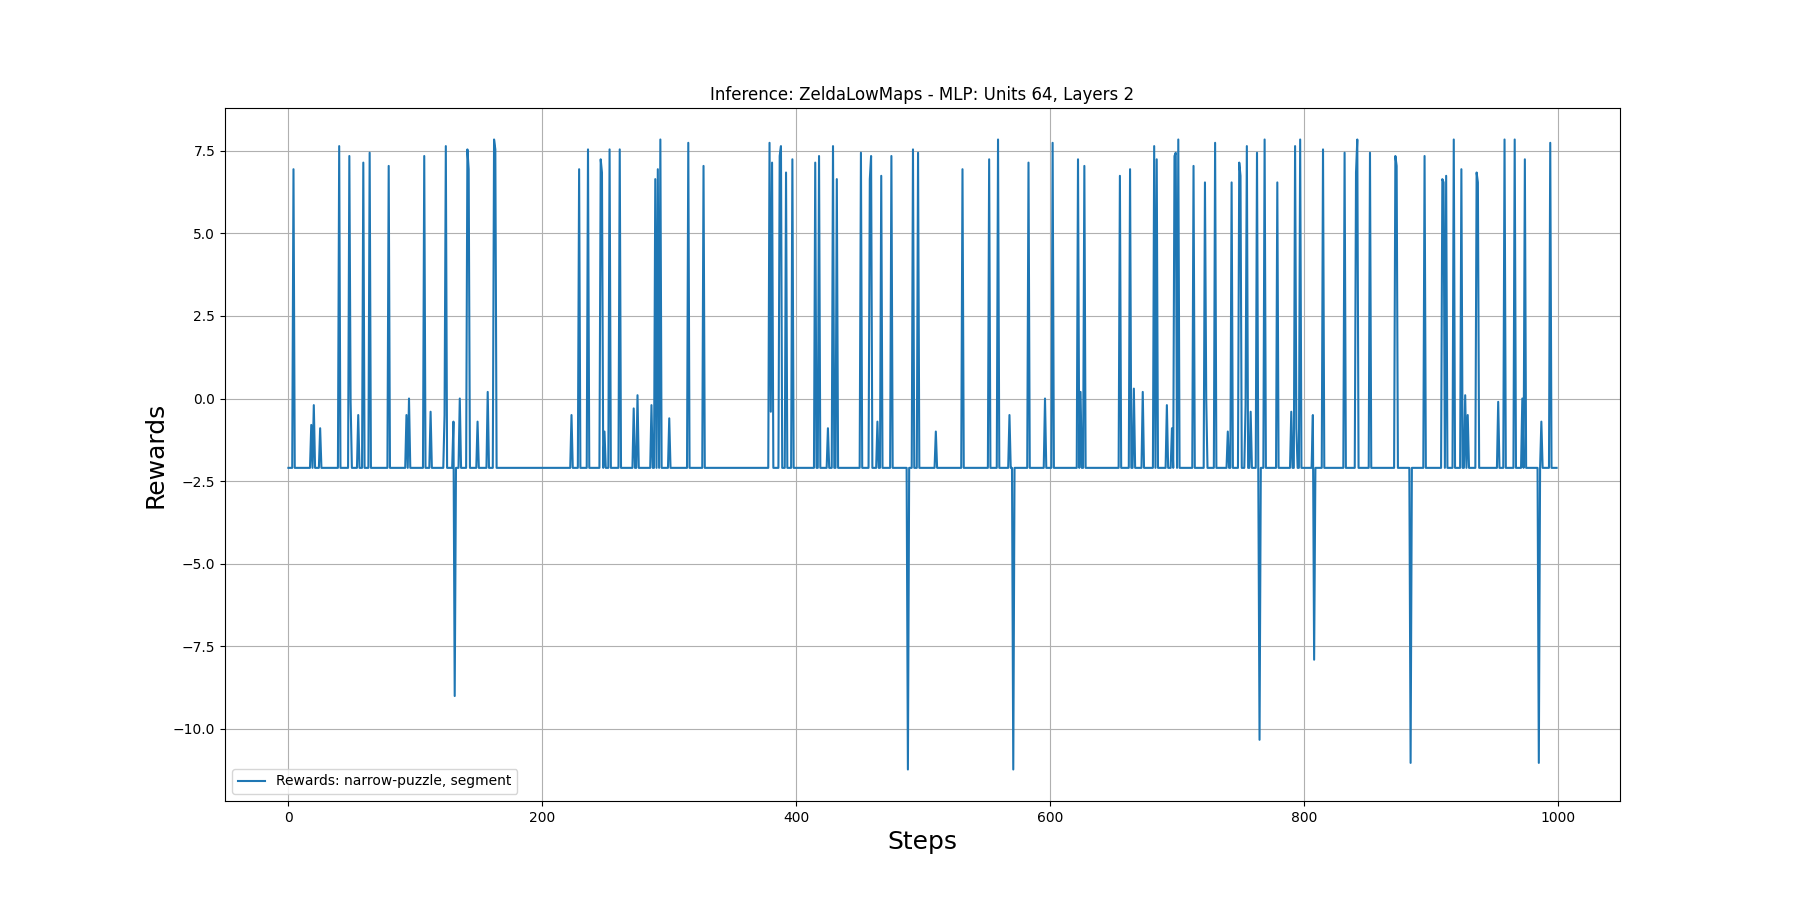 Inference: ZeldaLowMaps - MLP: Units 64, Layers 2
7.5
5.0
2.5
0.0
−2.5
−5.0
−7.5
−10.0
Rewards
Rewards: narrow-puzzle, segment
0 200 400 600 800 1000
Steps